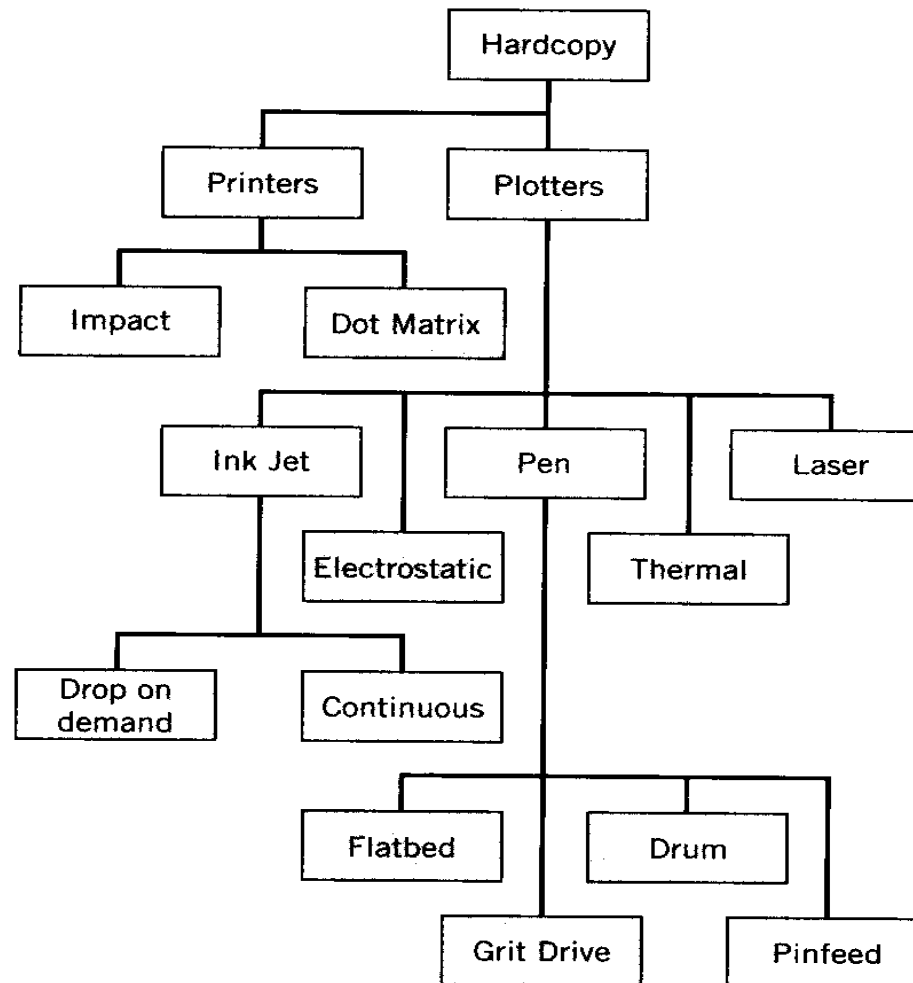 Hardcopy
Printers
Plotters
Impact
Dot Matrix
Ink Jet
Pen
Laser
Electrostatic
Thermal
Drop on
demand
Continuous
Flatbed
Drum
Grit Drive
Pinfeed